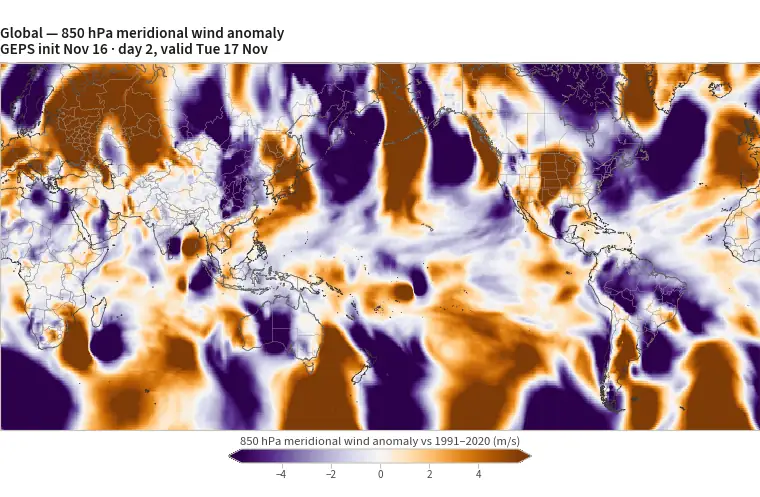 Global — 850 hPa meridional wind anomaly
GEPS init Nov 16 · day 2, valid Tue 17 Nov
850 hPa meridional wind anomaly vs 1991–2020 (m/s)
−4 −2 0 2 4